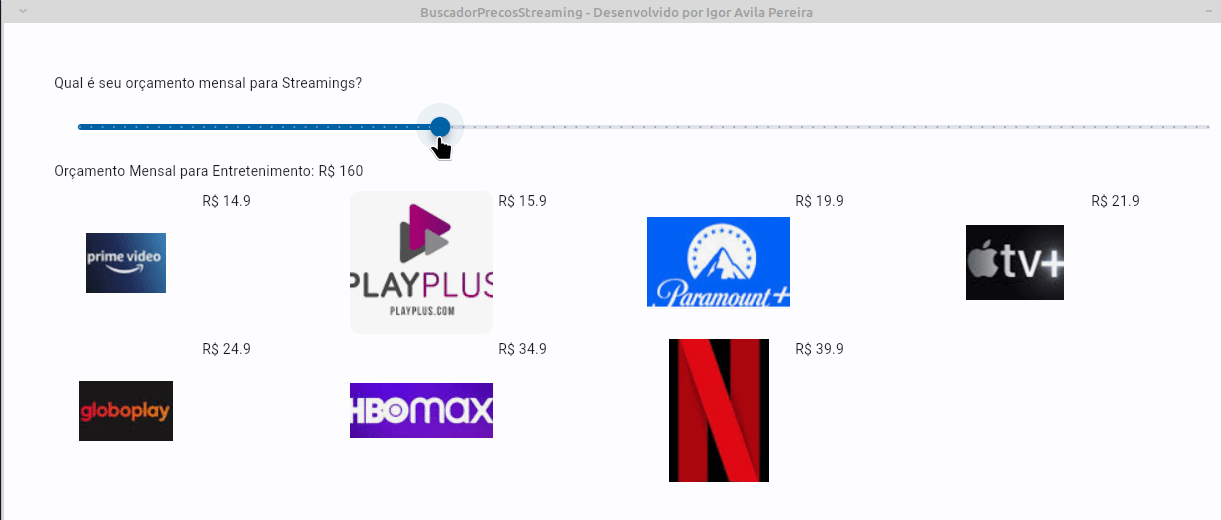 BuscadorPrecosStreaming - Desenvolvido por Igor Avila Pereira
Qual é seu orçamento mensal para Streamings?
Orçamento Mensal para Entretenimento: R$ 160
R$ 14.9
R$ 15.9
R$ 19.9
R$ 21.9
prime video
PLAYPLUS
PLAYPLUS.COM
Paramount+
tv+
R$ 24.9
R$ 34.9
R$ 39.9
globoplay
HBOmax